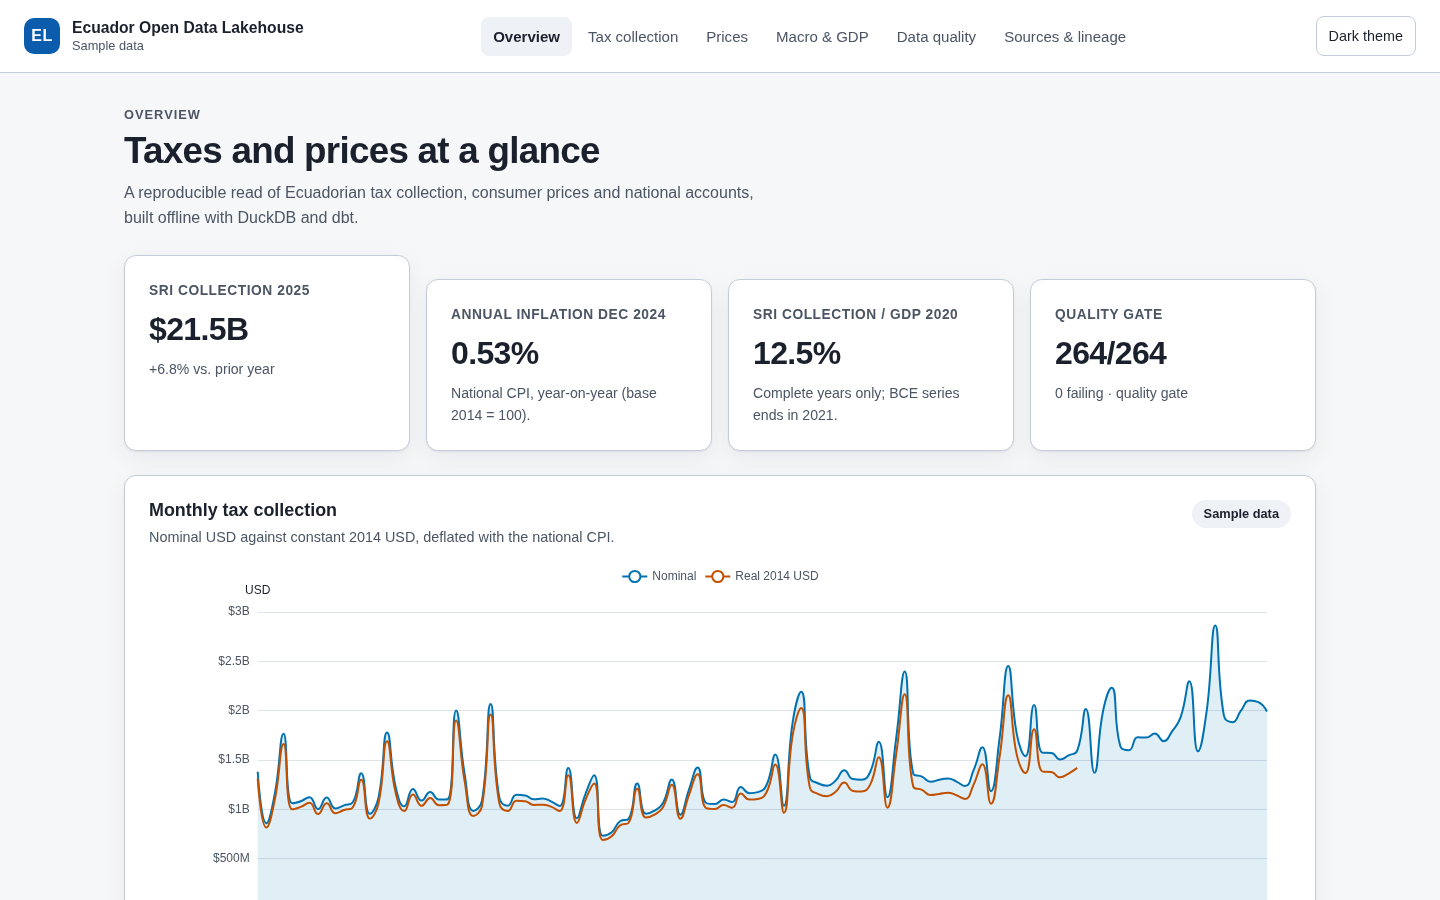 EL
Ecuador Open Data Lakehouse
Sample data
Overview
Tax collection
Prices
Macro & GDP
Data quality
Sources & lineage
Dark theme
OVERVIEW
Taxes and prices at a glance
A reproducible read of Ecuadorian tax collection, consumer prices and national accounts,
built offline with DuckDB and dbt.
SRI COLLECTION 2025
$21.5B
+6.8% vs. prior year
ANNUAL INFLATION DEC 2024
0.53%
National CPI, year-on-year (base
2014 = 100).
SRI COLLECTION / GDP 2020
12.5%
Complete years only; BCE series
ends in 2021.
QUALITY GATE
264/264
0 failing · quality gate
Monthly tax collection
Nominal USD against constant 2014 USD, deflated with the national CPI.
Sample data
Nominal
Real 2014 USD
USD
$3B
$2.5B
$2B
$1.5B
$1B
$500M